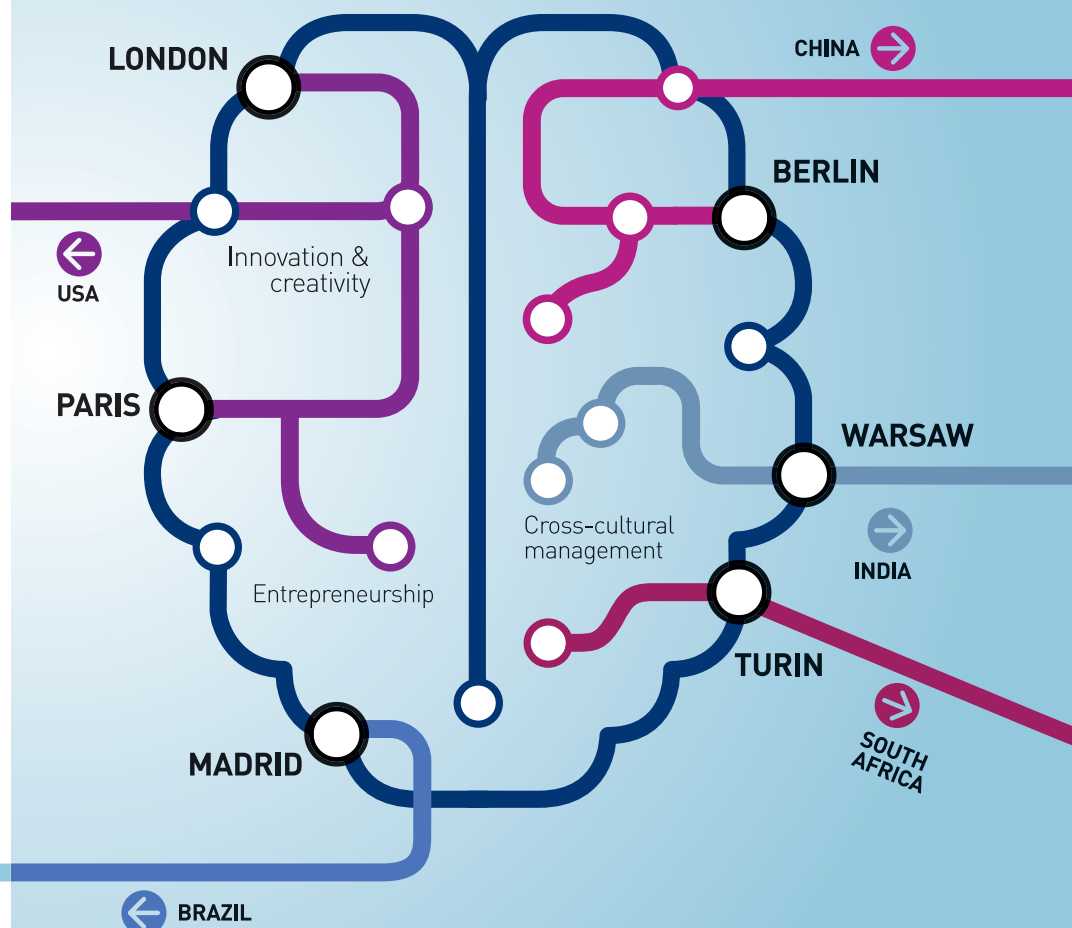 LONDON
CHINA
BERLIN
Innovation &
creativity
USA
PARIS
WARSAW
Cross-cultural
management
INDIA
Entrepreneurship
TURIN
SOUTH
AFRICA
MADRID
BRAZIL